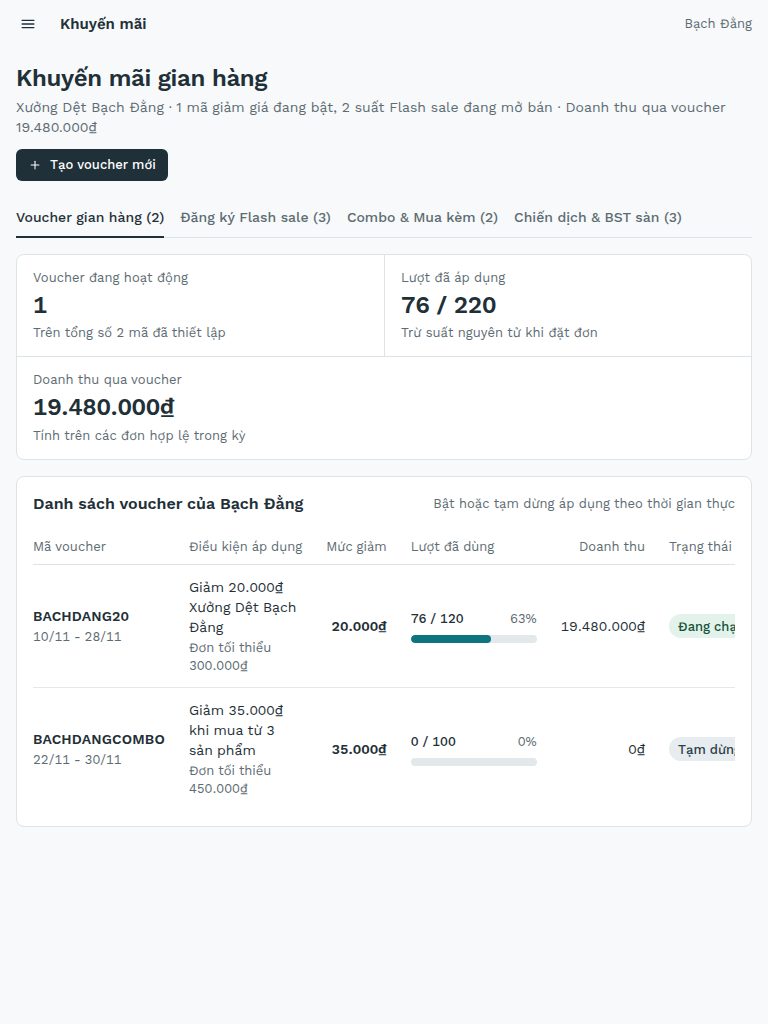 Khuyến mãi
Bạch Đằng
Khuyến mãi gian hàng
Xưởng Dệt Bạch Đằng · 1 mã giảm giá đang bật, 2 suất Flash sale đang mở bán · Doanh thu qua voucher
19.480.000₫
+ Tạo voucher mới
Voucher gian hàng (2)
Đăng ký Flash sale (3)
Combo & Mua kèm (2)
Chiến dịch & BST sàn (3)
Voucher đang hoạt động
1
Trên tổng số 2 mã đã thiết lập
Lượt đã áp dụng
76 / 220
Trừ suất nguyên tử khi đặt đơn
Doanh thu qua voucher
19.480.000₫
Tính trên các đơn hợp lệ trong kỳ
Danh sách voucher của Bạch Đằng
Bật hoặc tạm dừng áp dụng theo thời gian thực
Mã voucher
Điều kiện áp dụng
Mức giảm
Lượt đã dùng
Doanh thu
Trạng thái
BACHDANG20
10/11 - 28/11
Giảm 20.000₫
Xưởng Dệt Bạch
Đằng
Đơn tối thiểu
300.000₫
20.000₫
76 / 120
63%
19.480.000₫
Đang
BACHDANGCOMBO
22/11 - 30/11
Giảm 35.000₫
khi mua từ 3
sản phẩm
Đơn tối thiểu
450.000₫
35.000₫
0 / 100
0%
0₫
Tạm